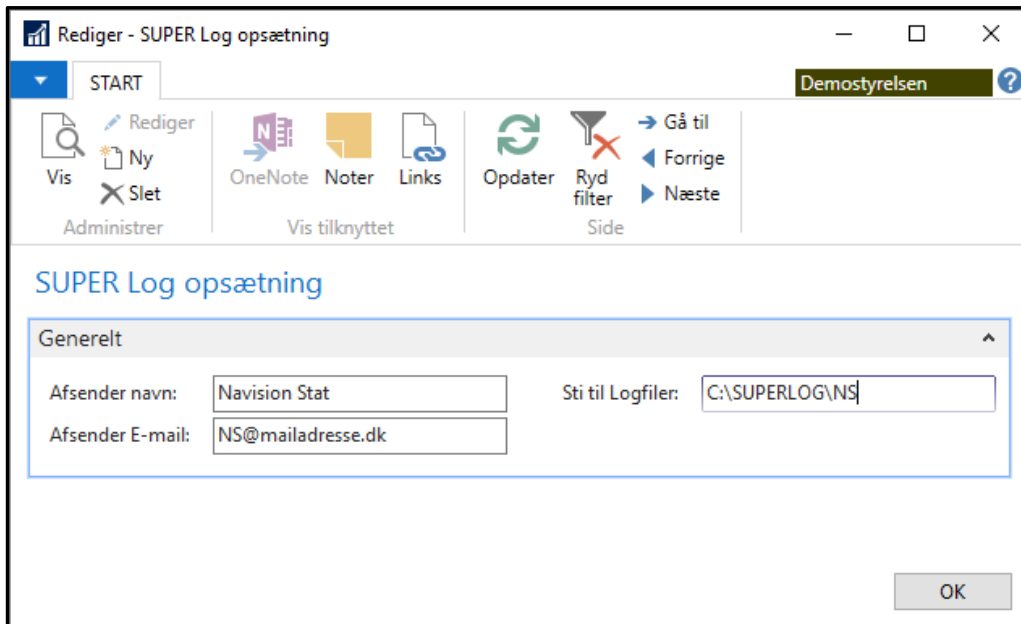 Rediger - SUPER Log opsætning
START
Demostyrelsen
?
Vis
Rediger
Ny
Slet
Administrer
N
OneNote
Noter
Links
Vis tilknyttet
Opdater
Ryd
filter
Gå til
Forrige
Næste
Side
SUPER Log opsætning
Generelt
Afsender navn: Navision Stat Sti til Logfiler: C:\SUPERLOG\NS
Afsender E-mail: NS@mailadresse.dk
OK